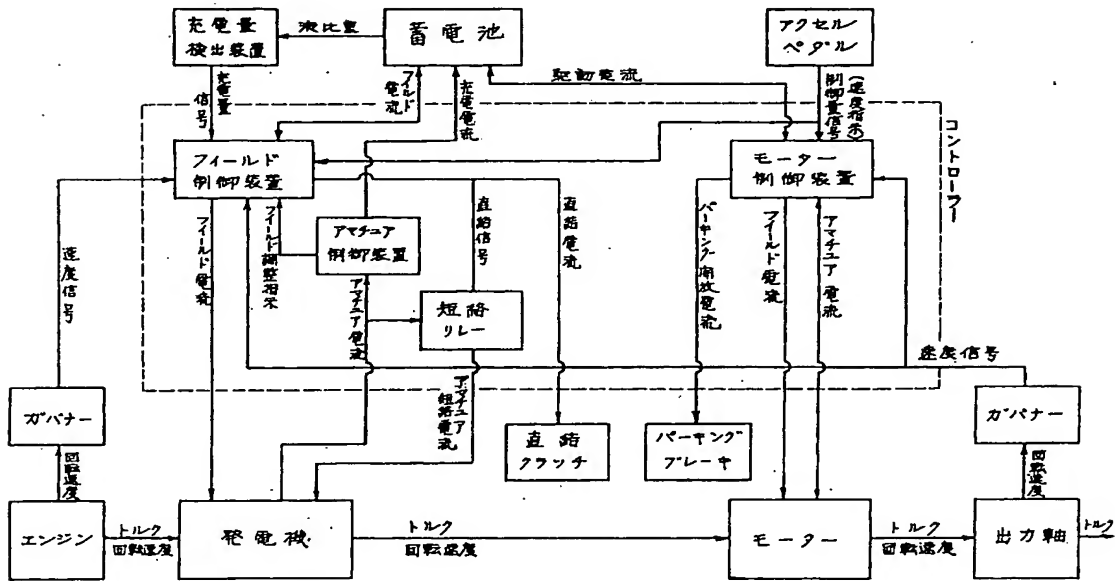 充電量
検出装置
液比重
蓄電池
アクセル
ペダル
充電量
信号
フィールド
電流
充電電流
駆動電流
制御量信号
(速度指示)
コントローラー
フィールド
制御装置
モーター
制御装置
アマチュア
制御装置
直路信号
直路電流
パーキング開放電流
フィールド電流
アマチュア電流
速度信号
フィールド電流
フィールド調整指示
アマチュア電流
短路
リレー
速度信号
ガバナー
アマチュア
短路電流
直路
クラッチ
パーキング
ブレーキ
ガバナー
回転速度
回転速度
エンジン
トルク
回転速度
発電機
トルク
回転速度
モーター
トルク
回転速度
出力軸
トルク